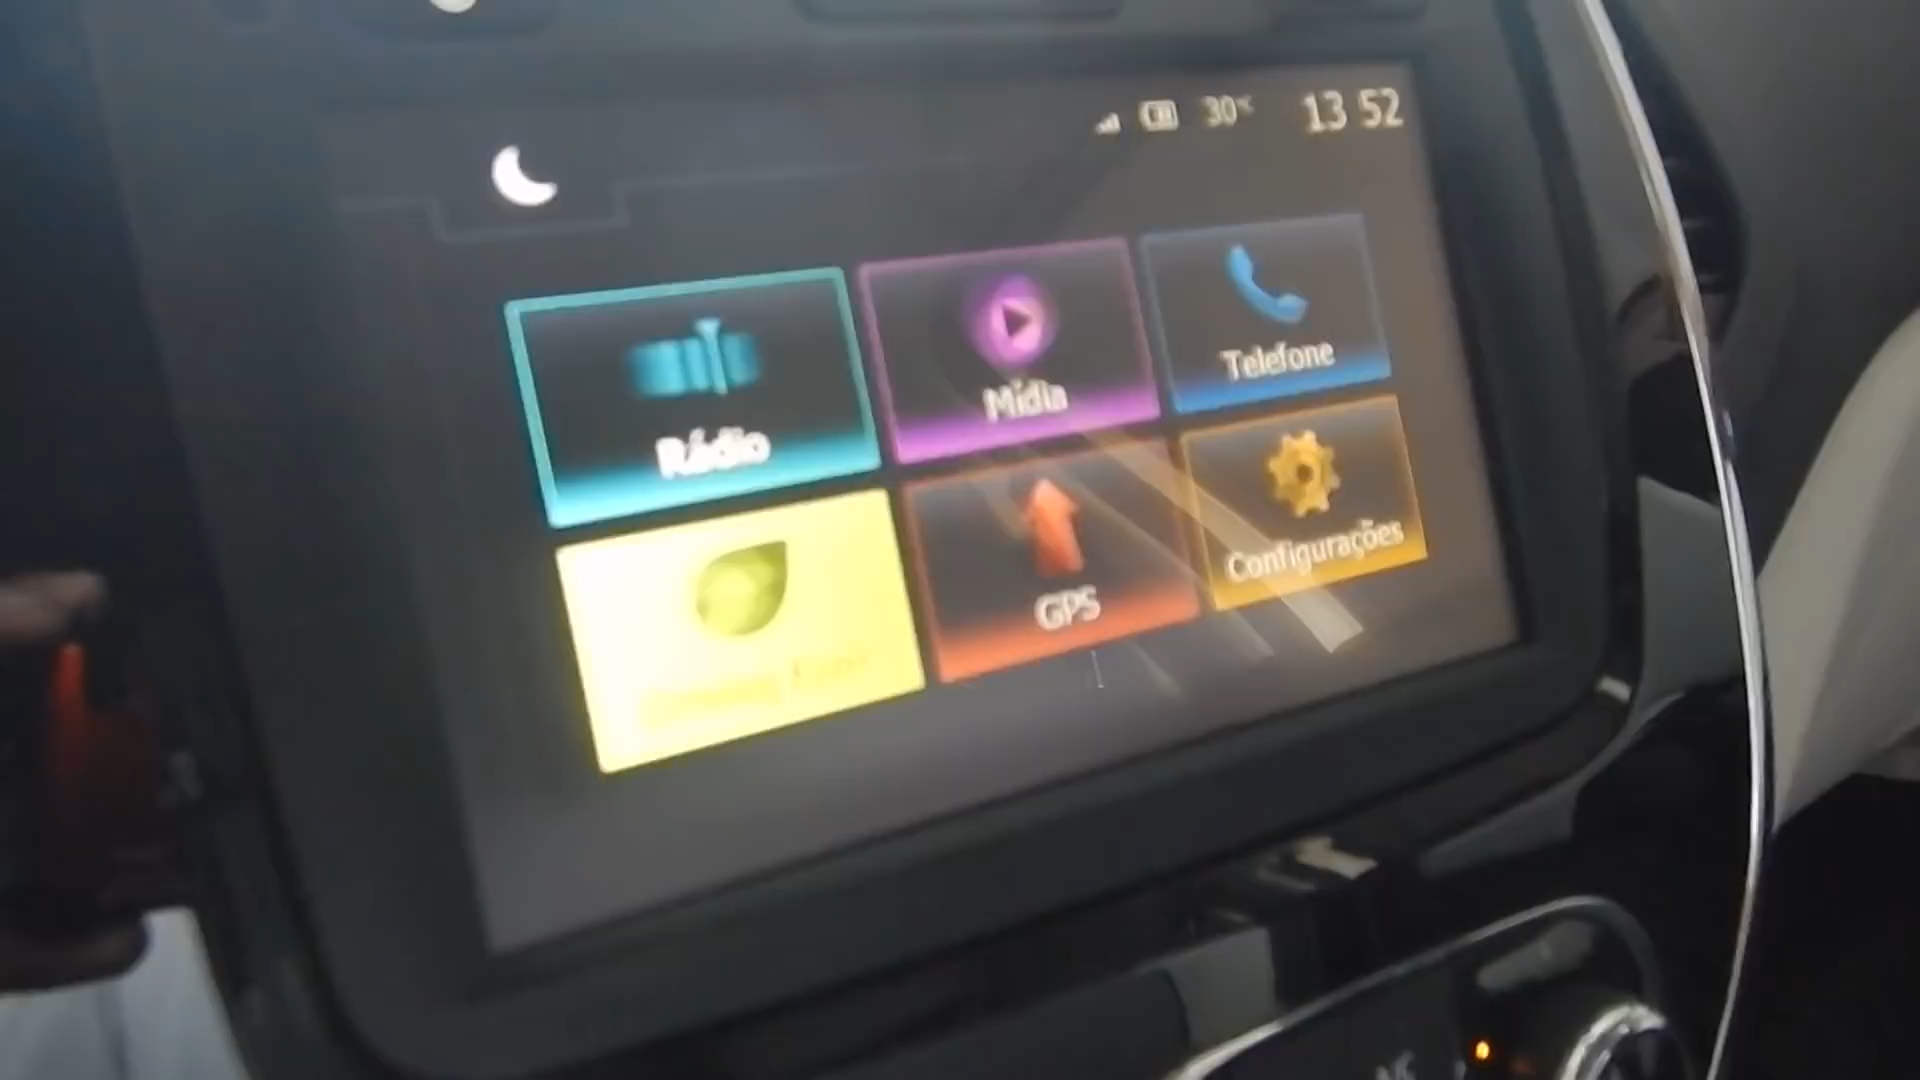 30°C
13 52
Rádio
Mídia
Telefone
GPS
Configurações